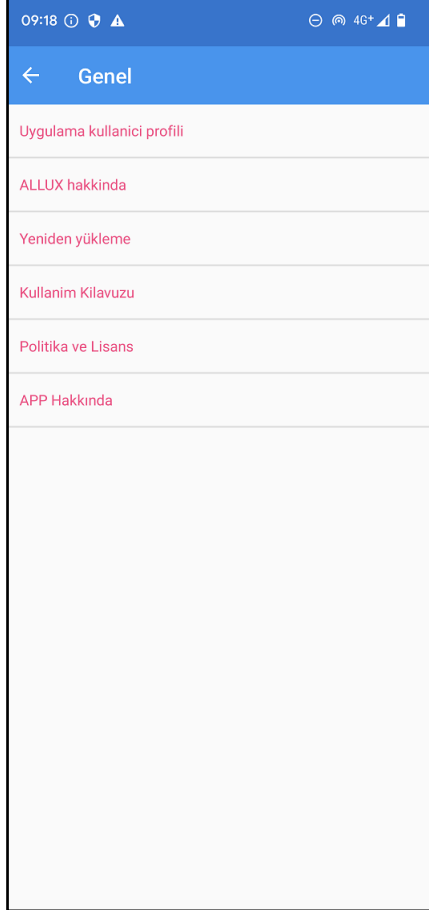 09:18 4G+
Genel
Uygulama kullanici profili
ALLUX hakkinda
Yeniden yükleme
Kullanim Kilavuzu
Politika ve Lisans
APP Hakkında